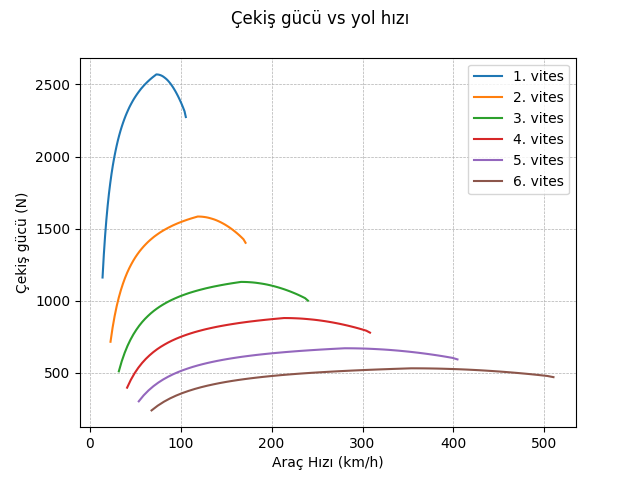 Çekiş gücü vs yol hızı
2500
2000
1500
1000
500
Çekiş gücü (N)
1. vites
2. vites
3. vites
4. vites
5. vites
6. vites
0 100 200 300 400 500
Araç Hızı (km/h)